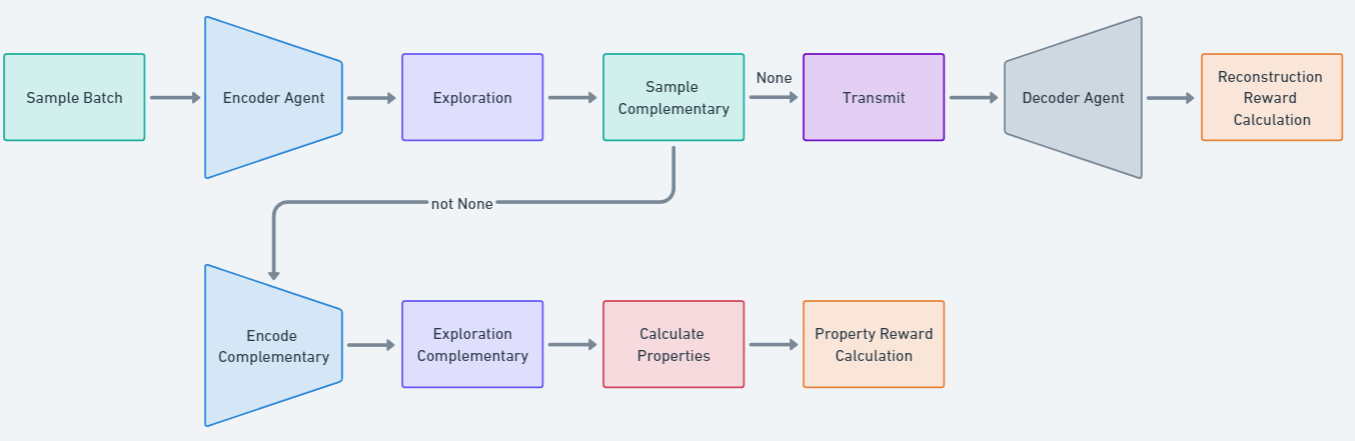 Sample Batch
Encoder Agent
Exploration
Sample
Complementary
None
Transmit
Decoder Agent
Reconstruction
Reward
Calculation
not None
Encode
Complementary
Exploration
Complementary
Calculate
Properties
Property Reward
Calculation